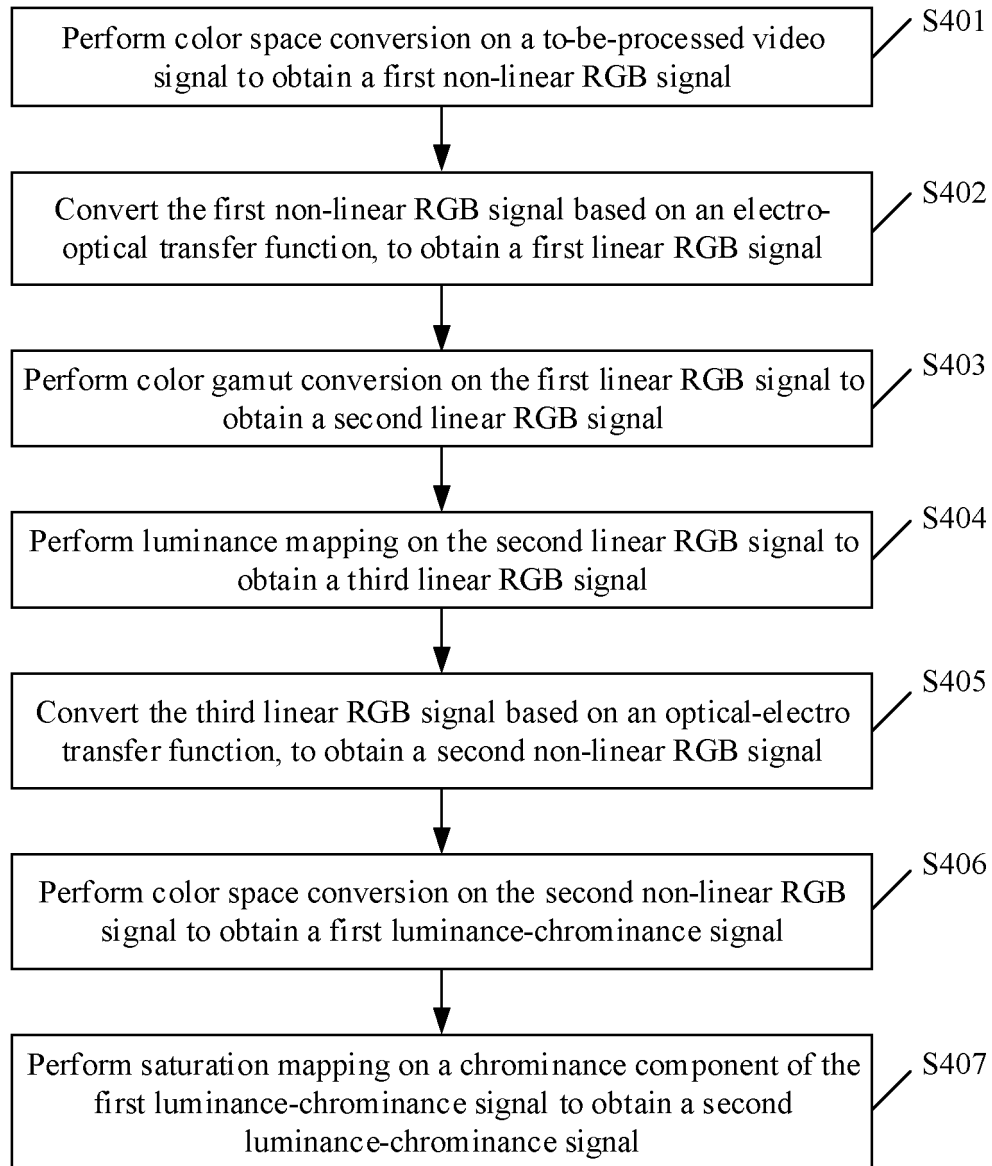 Perform color space conversion on a to-be-processed video
signal to obtain a first non-linear RGB signal
S401
Convert the first non-linear RGB signal based on an electro-
optical transfer function, to obtain a first linear RGB signal
S402
Perform color gamut conversion on the first linear RGB signal to
obtain a second linear RGB signal
S403
Perform luminance mapping on the second linear RGB signal to
obtain a third linear RGB signal
S404
Convert the third linear RGB signal based on an optical-electro
transfer function, to obtain a second non-linear RGB signal
S405
Perform color space conversion on the second non-linear RGB
signal to obtain a first luminance-chrominance signal
S406
Perform saturation mapping on a chrominance component of the
first luminance-chrominance signal to obtain a second
luminance-chrominance signal
S407